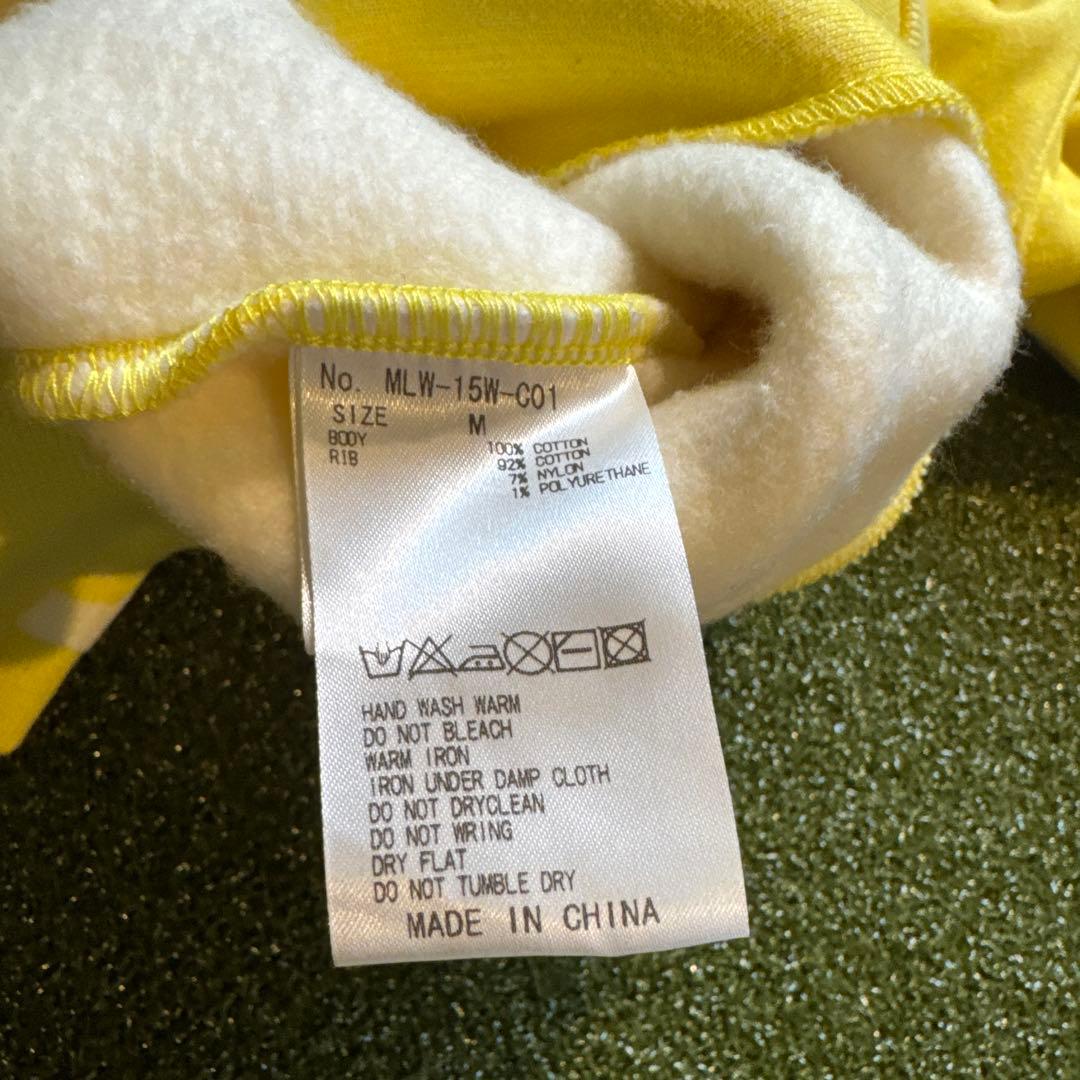 No. MLW-15W-C01
SIZE M
BODY 100% COTTON
RIB 92% COTTON
7% NYLON
1% POLYURETHANE
HAND WASH WARM
DO NOT BLEACH
WARM IRON
IRON UNDER DAMP CLOTH
DO NOT DRYCLEAN
DO NOT WRING
DRY FLAT
DO NOT TUMBLE DRY
MADE IN CHINA